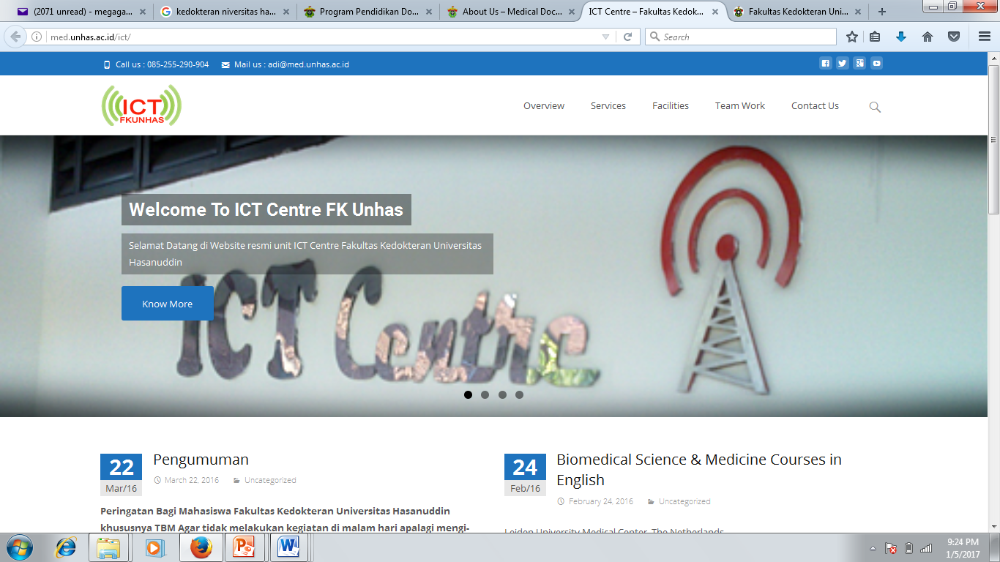 (2071 unread) - megaga...
kedokteran niversitas ha...
Program Pendidikan Do...
About Us – Medical Doc...
ICT Centre – Fakultas Kedok...
Fakultas Kedokteran Uni...
med.unhas.ac.id/ict/
Search
Call us : 085-255-290-904
Mail us : adi@med.unhas.ac.id
ICT
FKUNHAS
Overview
Services
Facilities
Team Work
Contact Us
Welcome To ICT Centre FK Unhas
Selamat Datang di Website resmi unit ICT Centre Fakultas Kedokteran Universitas
Hasanuddin
Know More
ICT Centre
22
Mar/16
Pengumuman
March 22, 2016
Uncategorized
Peringatan Bagi Mahasiswa Fakultas Kedokteran Universitas Hasanuddin
khususnya TBM Agar tidak melakukan kegiatan di malam hari apalagi mengi-
24
Feb/16
Biomedical Science & Medicine Courses in
English
February 24, 2016
Uncategorized
Leiden University Medical Center, The Netherlands
9:24 PM
1/5/2017